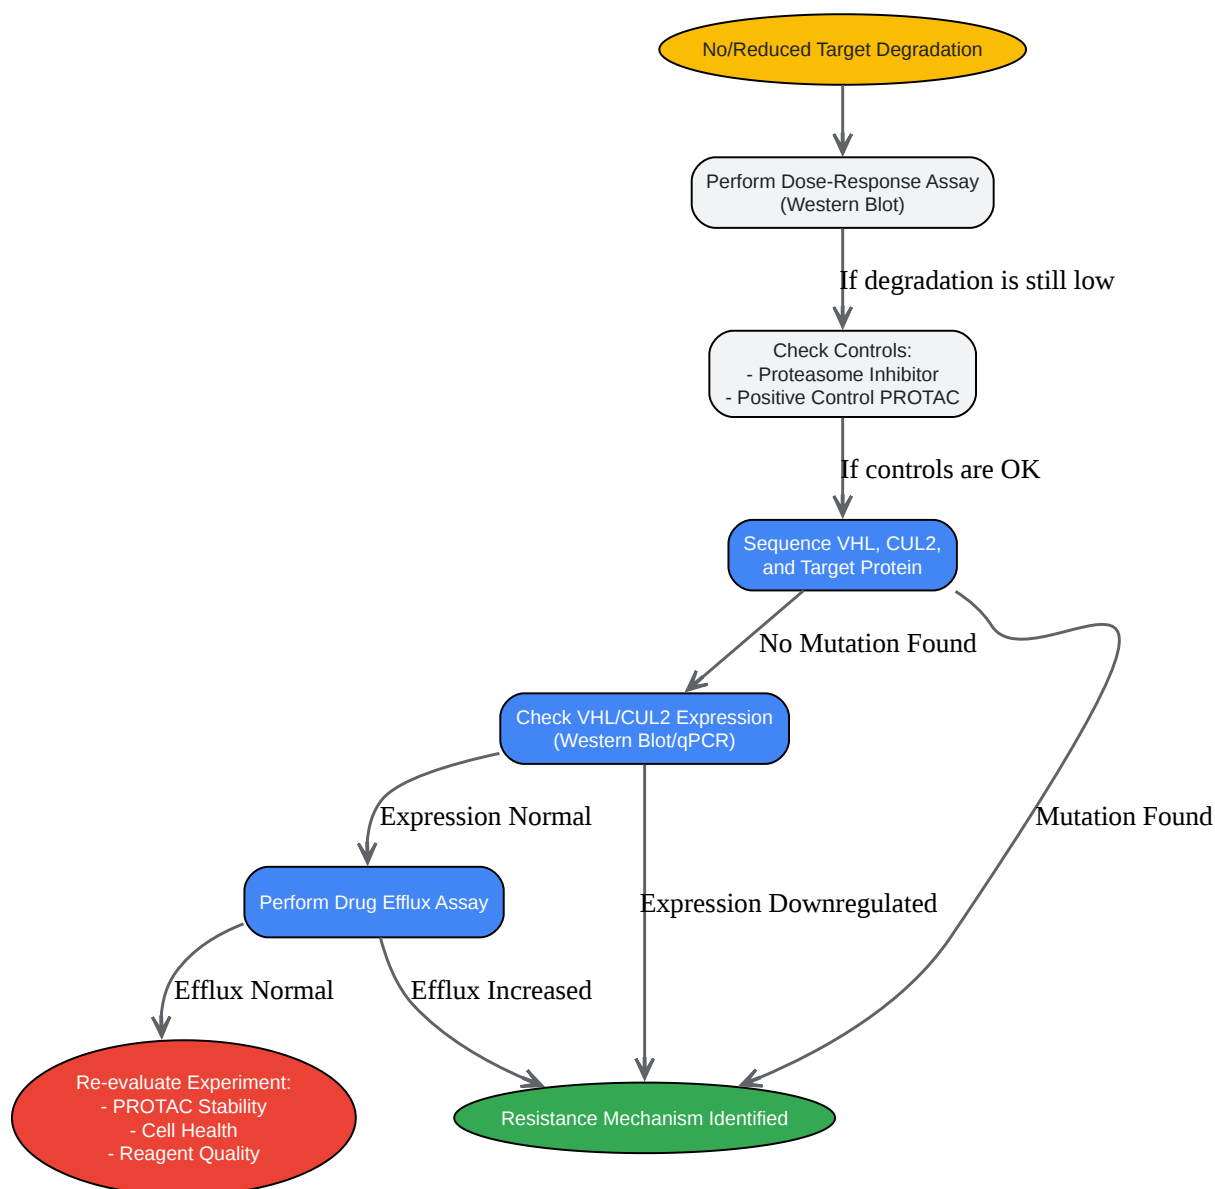 No/Reduced Target Degradation
Perform Dose-Response Assay
(Western Blot)
If degradation is still low
Check Controls:
- Proteasome Inhibitor
- Positive Control PROTAC
If controls are OK
Sequence VHL, CUL2,
and Target Protein
No Mutation Found
Check VHL/CUL2 Expression
(Western Blot/qPCR)
Expression Normal
Mutation Found
Perform Drug Efflux Assay
Expression Downregulated
Efflux Normal
Efflux Increased
Re-evaluate Experiment:
- PROTAC Stability
- Cell Health
- Reagent Quality
Resistance Mechanism Identified